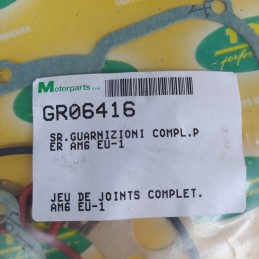 Motorparts
GR06416
SR.GUARNIZIONI COMPL.P
ER AM6 EU-1
JEU DE JOINTS COMPLET.
AM6 EU-1